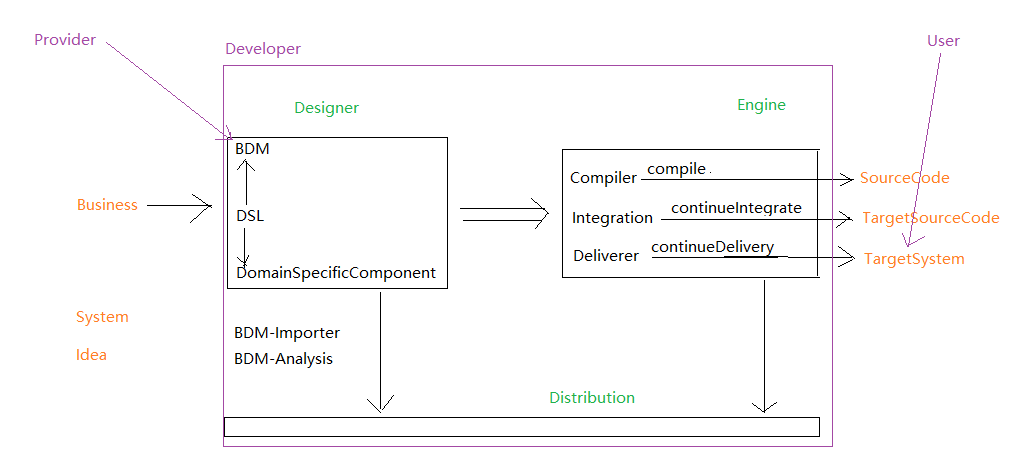 Provider
Developer
User
Designer
Engine
BDM
Compiler
compile
SourceCode
Business
DSL
Integration
continueIntegrate
TargetSourceCode
Deliverer
continueDelivery
TargetSystem
DomainSpecificComponent
System
BDM-Importer
Idea
BDM-Analysis
Distribution